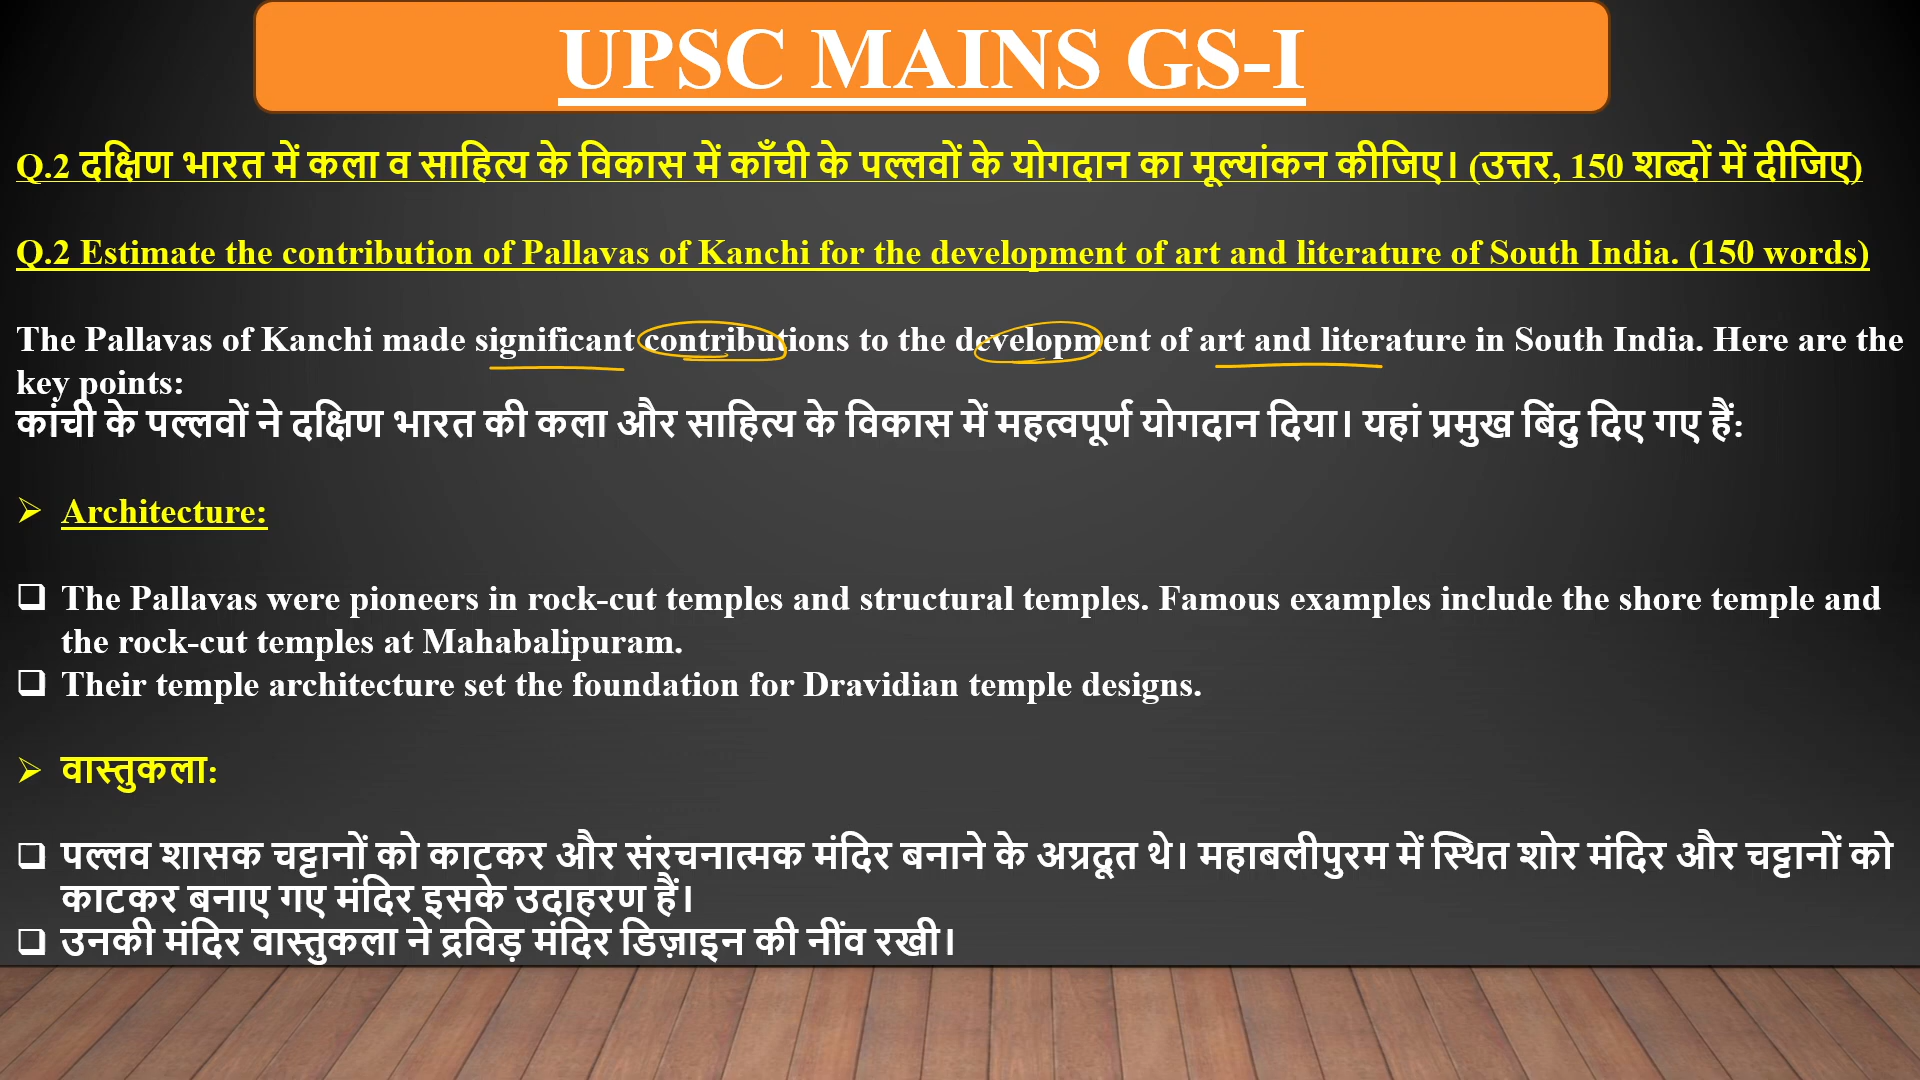 UPSC MAINS GS-I
Q.2 दक्षिण भारत में कला व साहित्य के विकास में काँची के पल्लवों के योगदान का मूल्यांकन कीजिए। (उत्तर, 150 शब्दों में दीजिए)
Q.2 Estimate the contribution of Pallavas of Kanchi for the development of art and literature of South India. (150 words)
The Pallavas of Kanchi made significant contributions to the development of art and literature in South India. Here are the
key points:
कांची के पल्लवों ने दक्षिण भारत की कला और साहित्य के विकास में महत्वपूर्ण योगदान दिया। यहां प्रमुख बिंदु दिए गए हैं:
➢ Architecture:
❑ The Pallavas were pioneers in rock-cut temples and structural temples. Famous examples include the shore temple and
the rock-cut temples at Mahabalipuram.
❑ Their temple architecture set the foundation for Dravidian temple designs.
➢ वास्तुकला:
❑ पल्लव शासक चट्टानों को काटकर और संरचनात्मक मंदिर बनाने के अग्रदूत थे। महाबलीपुरम में स्थित शोर मंदिर और चट्टानों को
काटकर बनाए गए मंदिर इसके उदाहरण हैं।
❑ उनकी मंदिर वास्तुकला ने द्रविड़ मंदिर डिज़ाइन की नींव रखी।